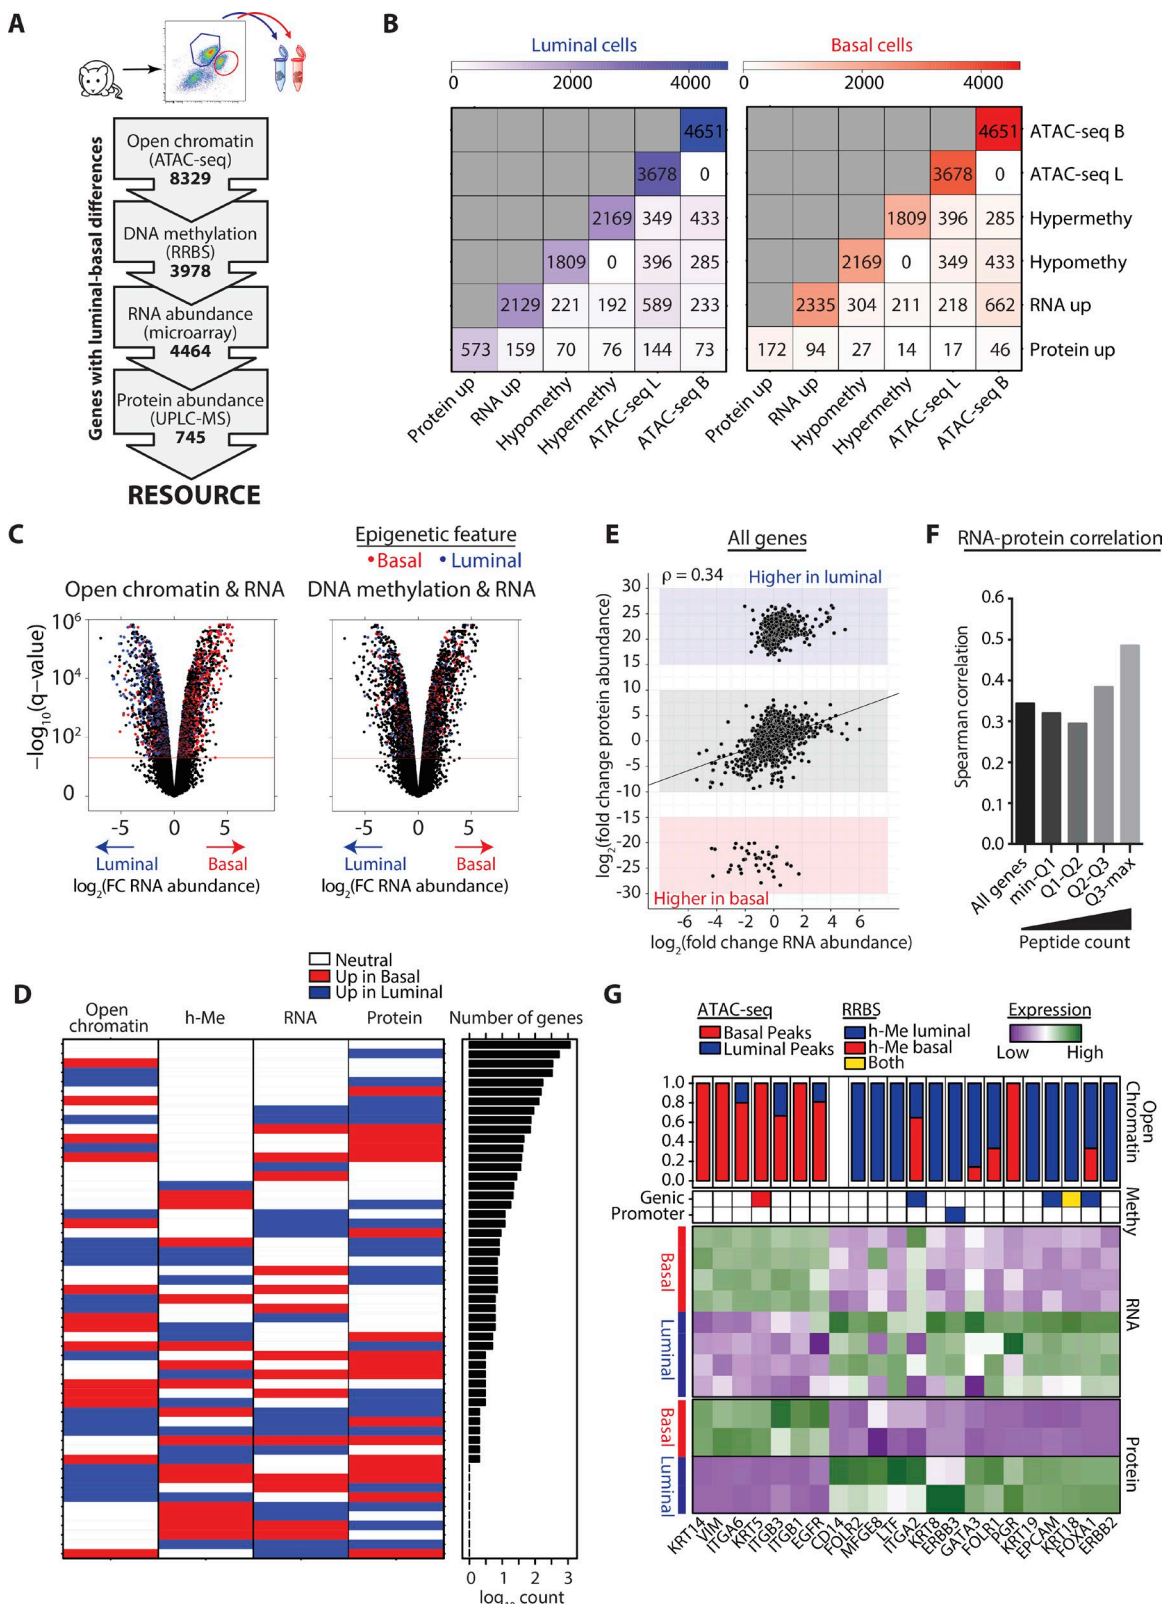 A
Genes with luminal-basal differences
Open chromatin
(ATAC-seq)
8329
DNA methylation
(RRBS)
3978
RNA abundance
(microarray)
4464
Protein abundance
(UPLC-MS)
745
RESOURCE
B
Luminal cells
Basal cells
0 2000 4000
0 2000 4000
4651 4651 ATAC-seq B
3678 0 3678 0 ATAC-seq L
2169 349 433 1809 396 285 Hypermethy
1809 0 396 285 2169 0 349 433 Hypomethy
2129 221 192 589 233 2335 304 211 218 662 RNA up
573 159 70 76 144 73 172 94 27 14 17 46 Protein up
Protein up RNA up Hypomethy Hypermethy ATAC-seq L ATAC-seq B
Protein up RNA up Hypomethy Hypermethy ATAC-seq L ATAC-seq B
C
Epigenetic feature
Basal Luminal
Open chromatin & RNA DNA methylation & RNA
−log10(q−value)
10⁶
10⁴
10²
0
-5 0 5 -5 0 5
Luminal Basal Luminal Basal
log2(FC RNA abundance) log2(FC RNA abundance)
E
All genes
ρ = 0.34
Higher in luminal
log2(fold change protein abundance)
30
25
20
15
10
5
0
-5
-10
-15
-20
-25
-30
Higher in basal
-6 -4 -2 0 2 4 6
log2(fold change RNA abundance)
F
RNA-protein correlation
Spearman correlation
0.6
0.5
0.4
0.3
0.2
0.1
0.0
All genes
min-Q1
Q1-Q2
Q2-Q3
Q3-max
Peptide count
D
Neutral
Up in Basal
Up in Luminal
Open
chromatin
h-Me
RNA
Protein
Number of genes
0 1 2 3
log10 count
G
ATAC-seq
Basal Peaks
Luminal Peaks
RRBS
h-Me luminal
h-Me basal
Both
Expression
Low High
1.0
0.8
0.6
0.4
0.2
0.0
Open
Chromatin
Genic
Promoter
Methy
Basal
Luminal
RNA
Basal
Luminal
Protein
KRT14
VIM
ITGA6
KRT5
ITGB3
ITGB1
EGFR
CD14
FOLR2
MFGE8
LTF
ITGA2
KRT8
ERBB3
GATA3
FOLR1
PGR
KRT19
EPCAM
KRT18
FOXA1
ERBB2